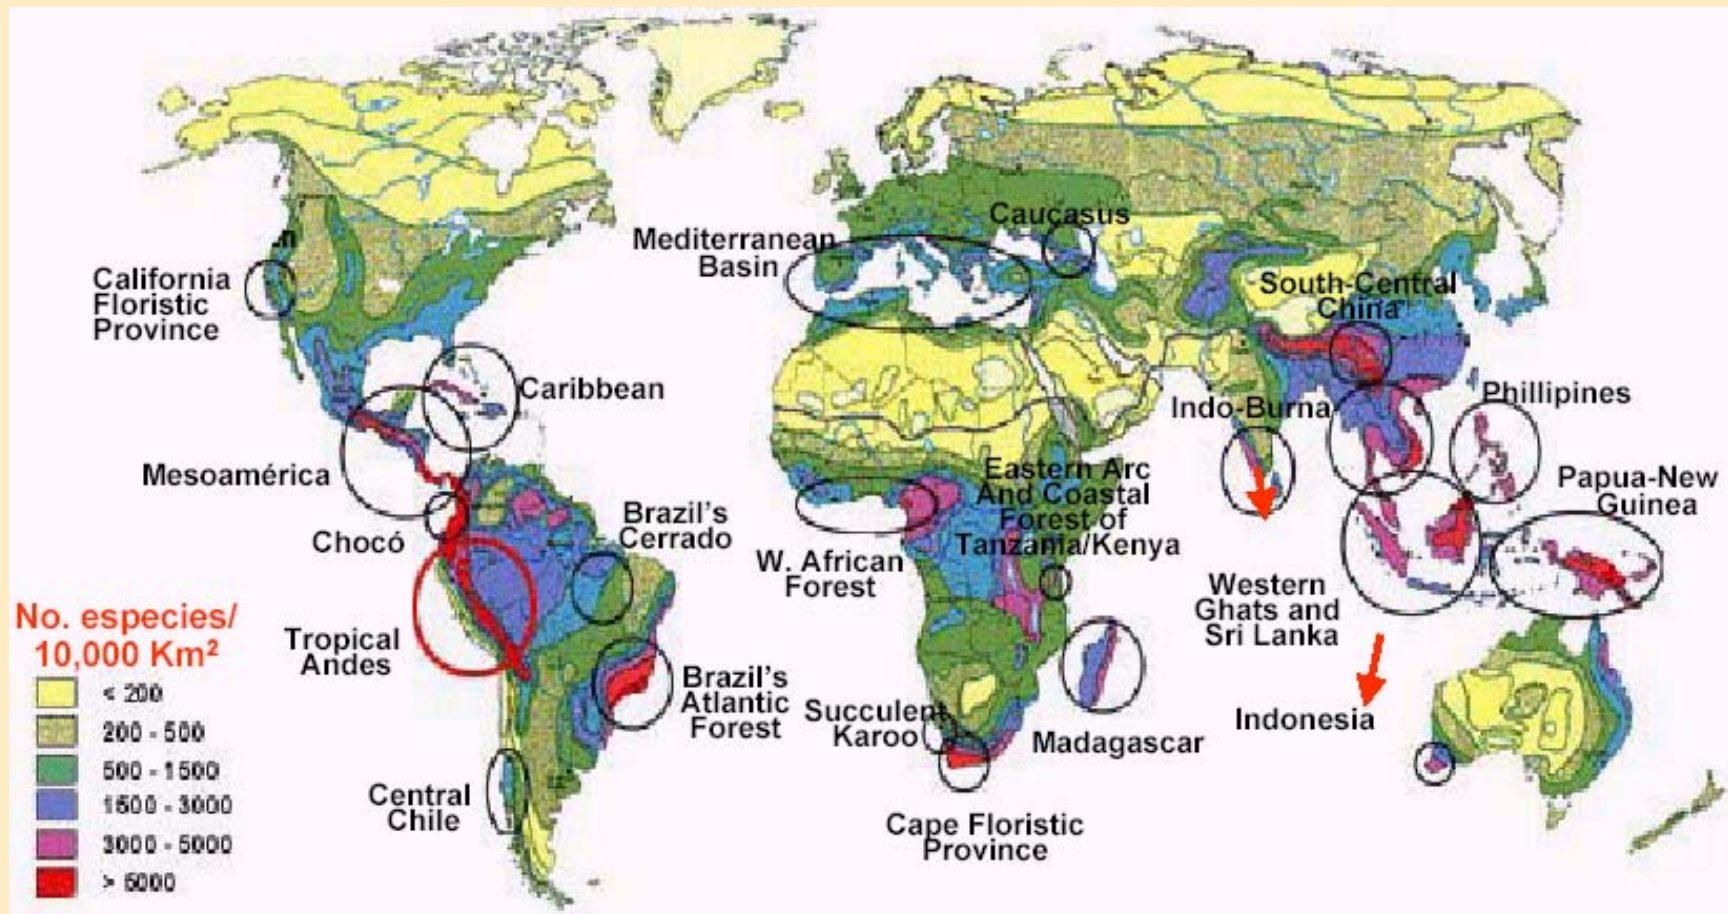 Caucasus
Mediterranean
Basin
California
Floristic
Province
South-Central
China
Caribbean
Indo-Burna
Phillipines
Mesoamérica
Eastern Arc
And Coastal
Forest of
Tanzama/Kenya
Papua-New
Guinea
Chocó
Brazil's
Cerrado
W. African
Forest
Western
Ghats and
Sri Lanka
No. especies/
10,000 Km²
Tropical
Andes
Brazil's
Atlantic
Forest
Succulent
Karoo
Madagascar
Indonesia
< 200
200 - 500
500 - 1500
1500 - 3000
3000 - 5000
> 5000
Central
Chile
Cape Floristic
Province